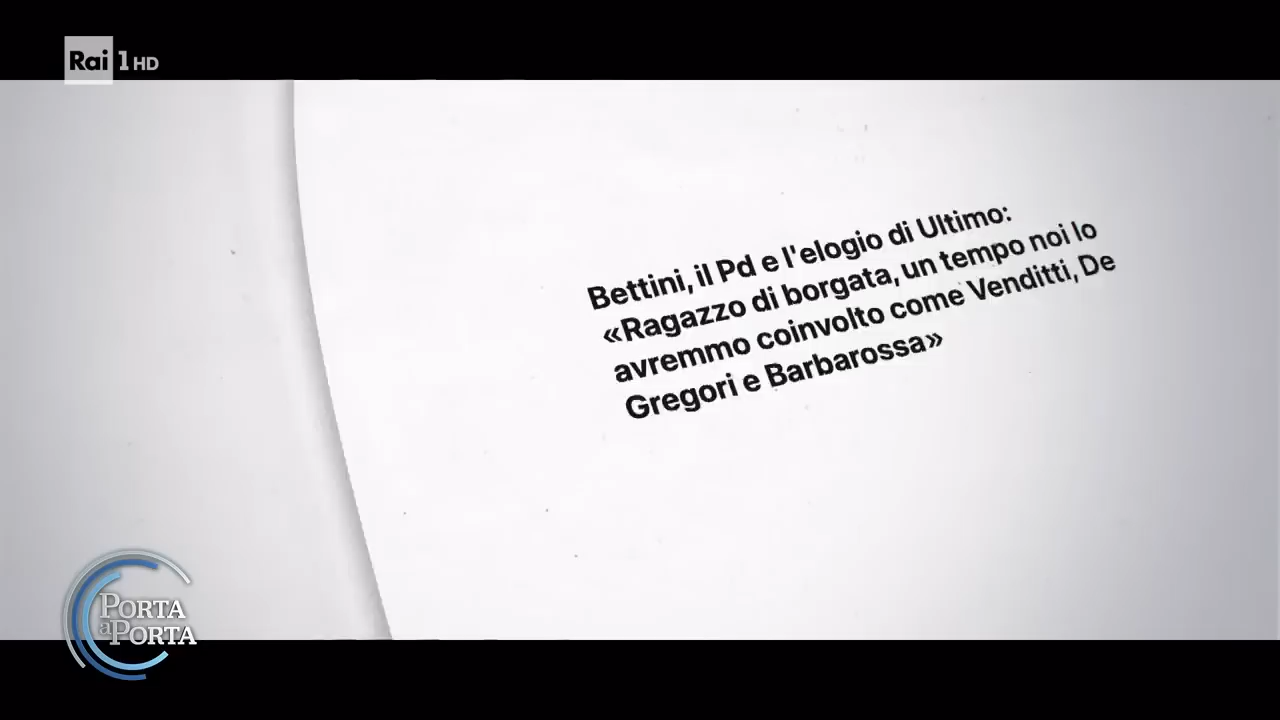 Rai 1 HD
Bettini, il Pd e l'elogio di Ultimo:
«Ragazzo di borgata, un tempo noi lo
avremmo coinvolto come Venditti, De
Gregori e Barbarossa»
PORTA
a PORTA